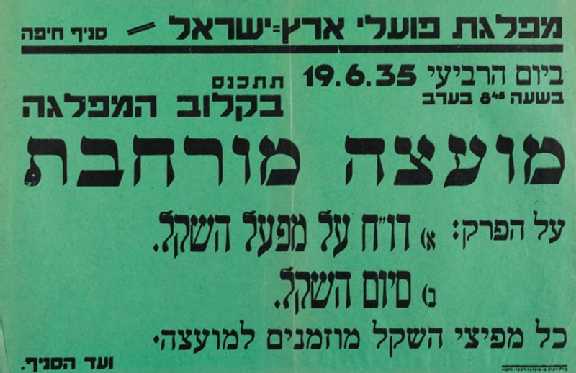 מפלגת פועלי ארץ=ישראל — סניף חיפה
ביום הרביעי 19.6.35 תתכנס
בשעה 8⁴⁵ בערב בקלוב המפלגה
מועצה מורחבת
על הפרק: א) דו"ח על מפעל השקל.
ב) סיום השקל.
כל מפיצי השקל מוזמנים למועצה.
ועד הסניף.